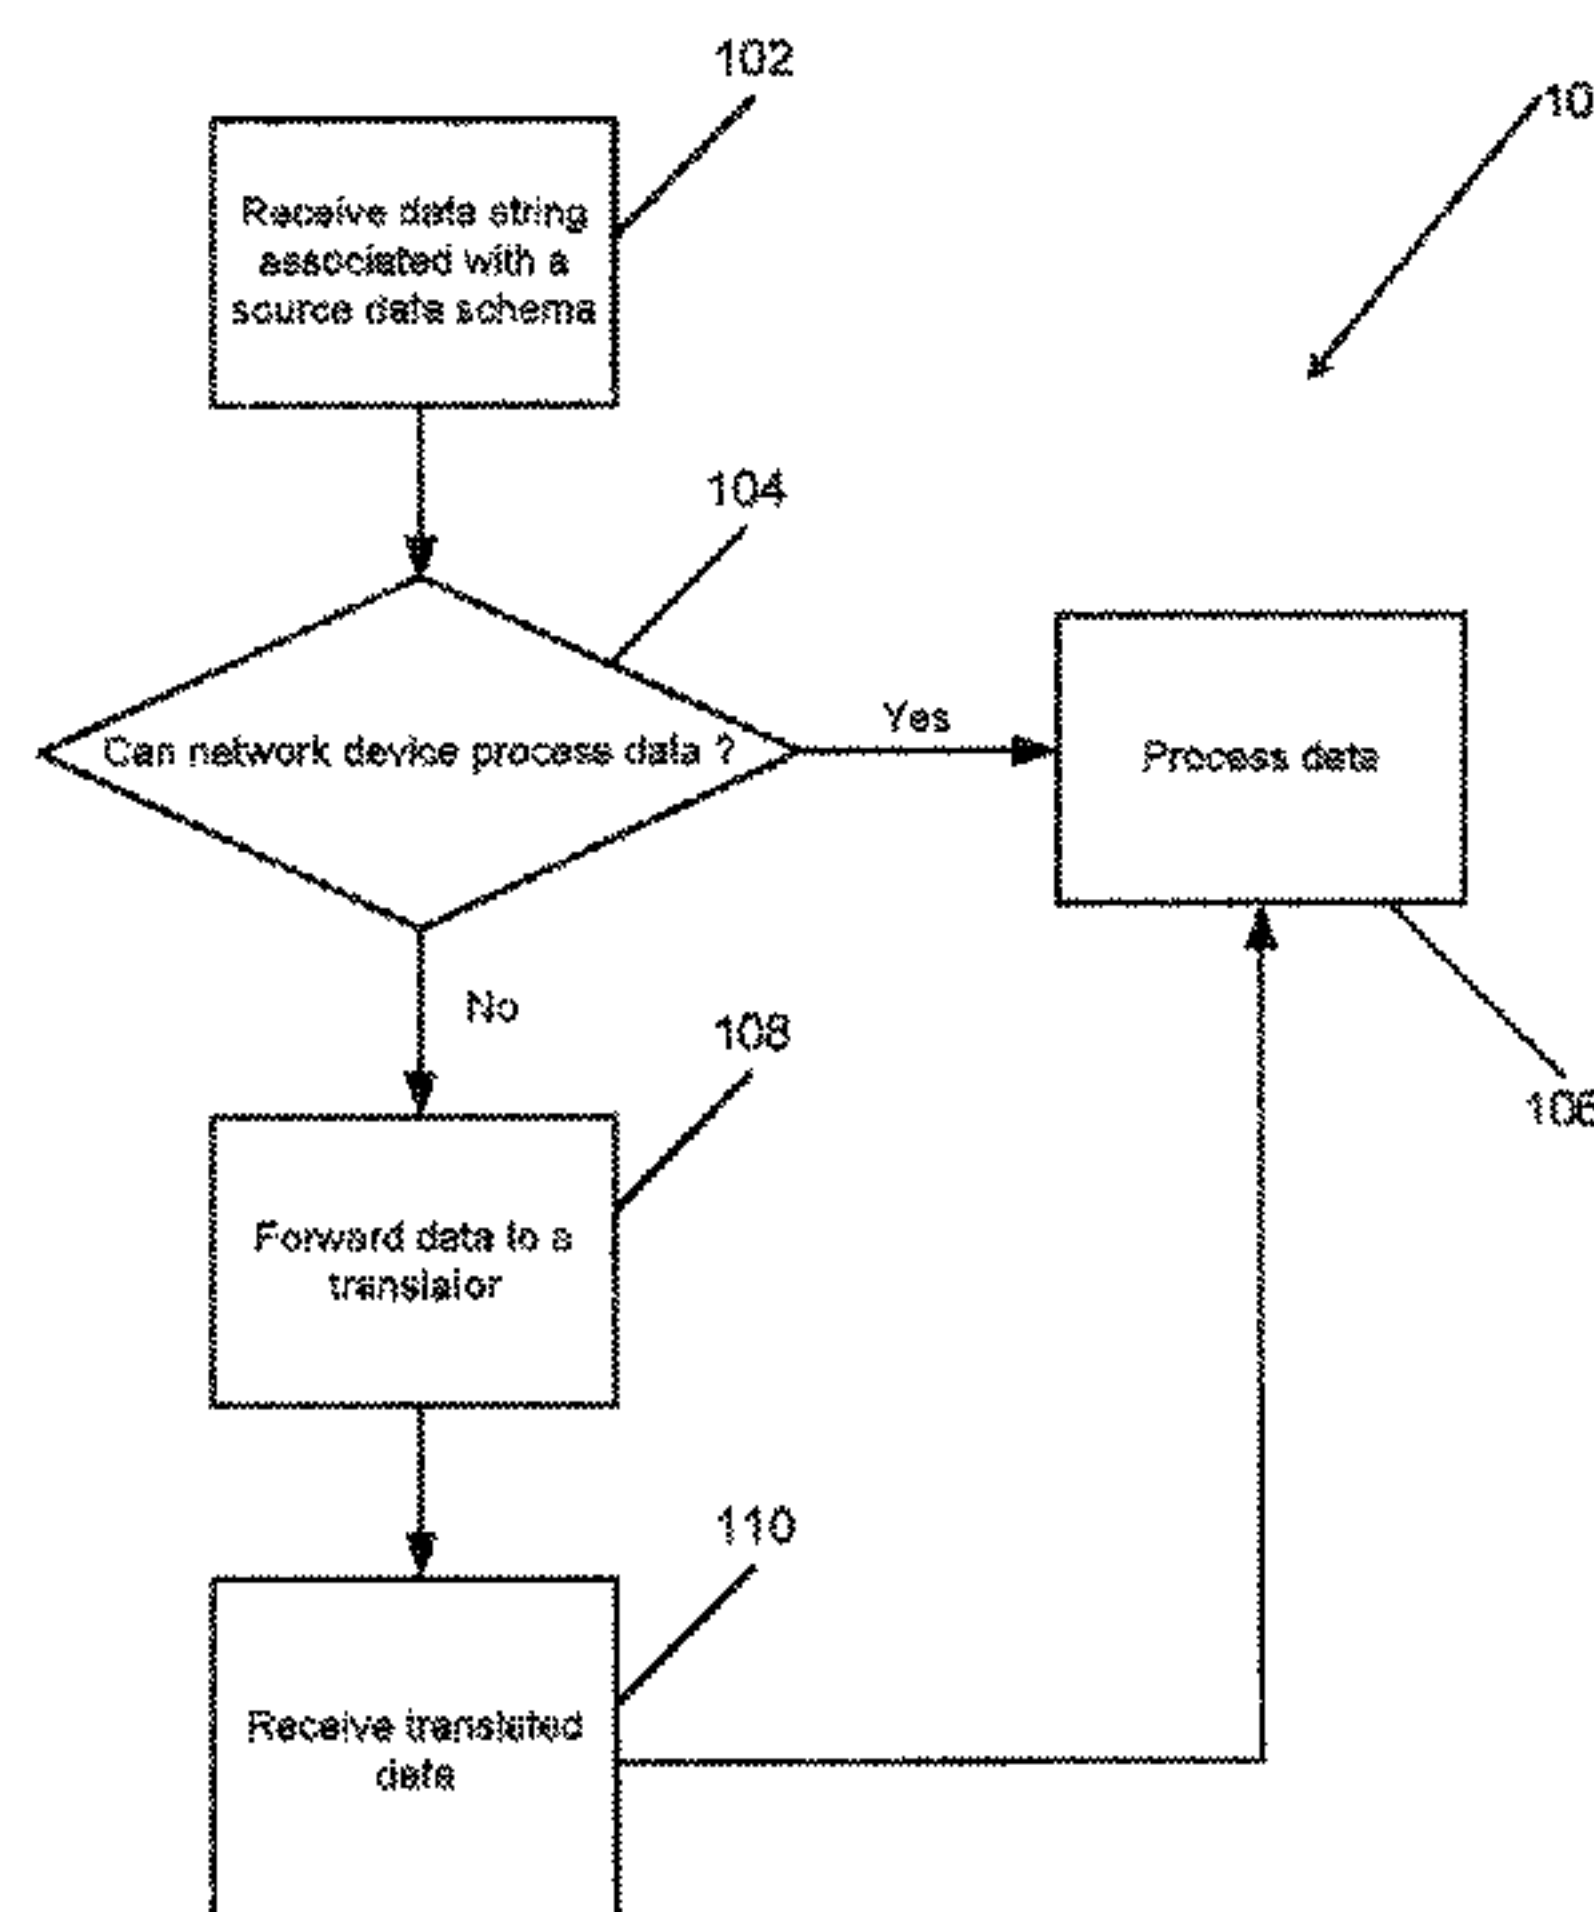 102
10
Receive data string
associated with a
source data schema
104
Can network device process data ?
Yes
Process data
No
108
106
Forward data to a
translator
110
Receive translated
data